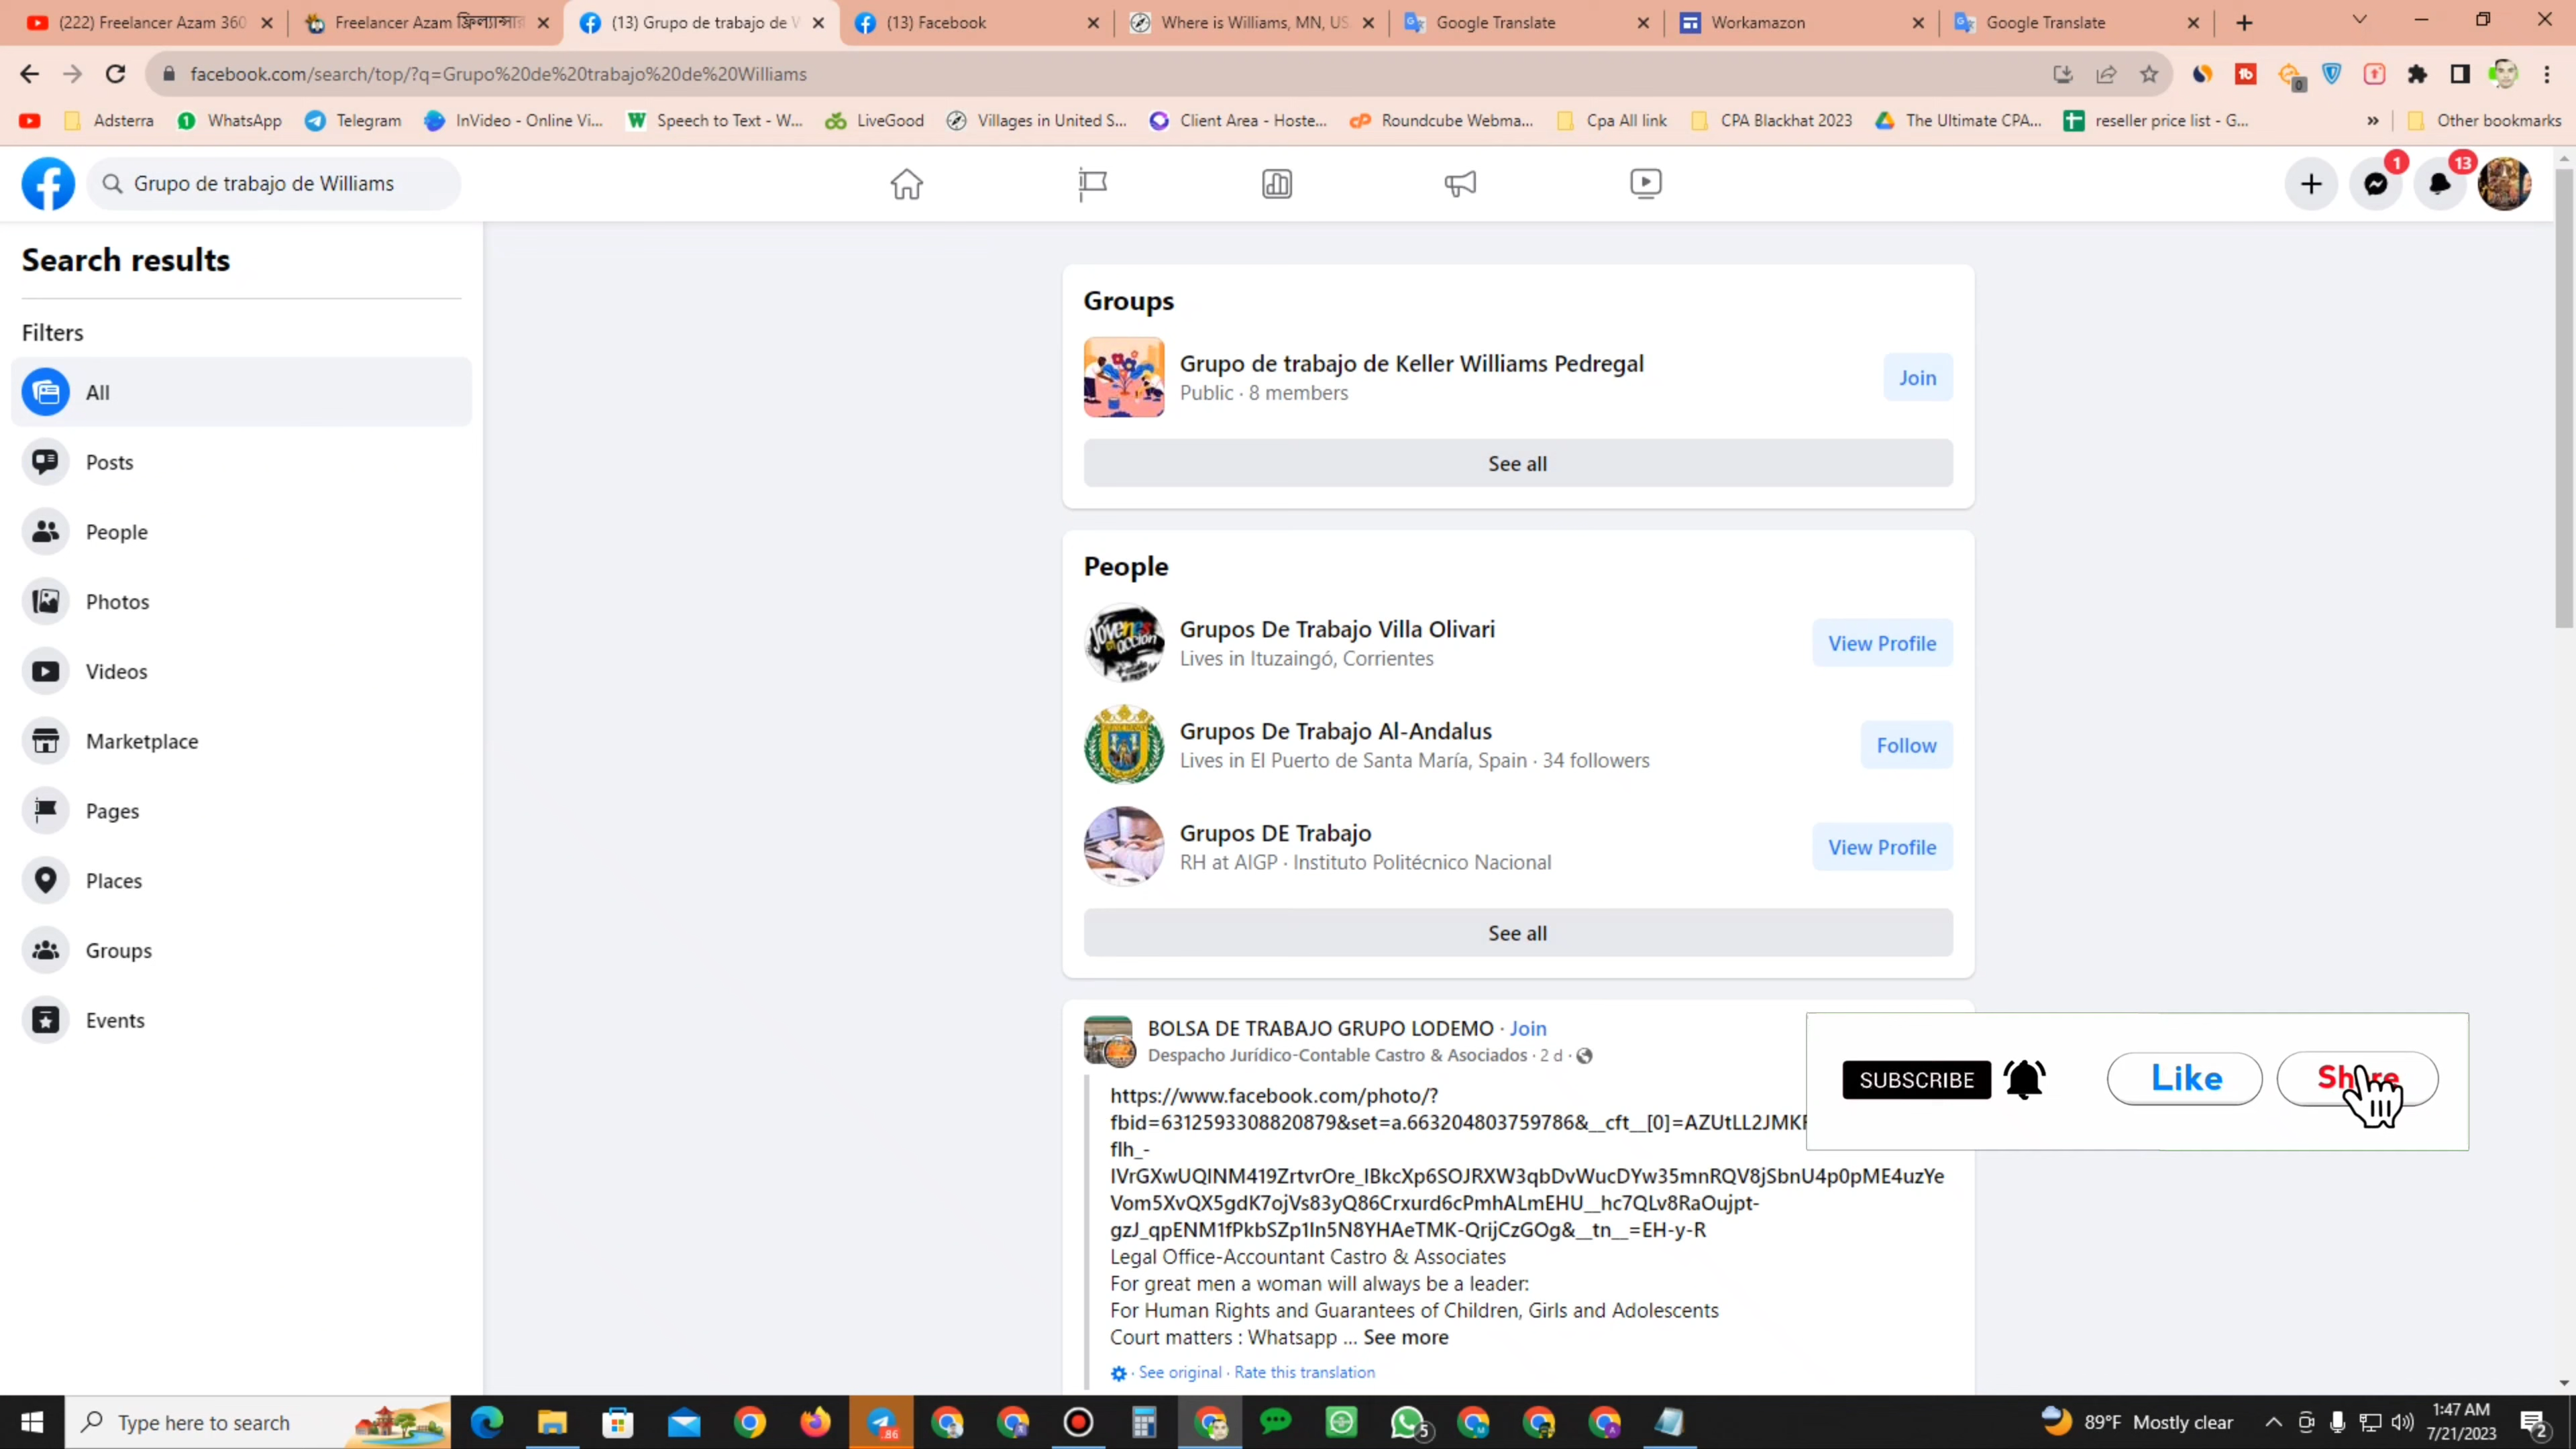 (222) Freelancer Azam 360
Freelancer Azam ফ্রিল্যান্সার
(13) Grupo de trabajo de W
(13) Facebook
Where is Williams, MN, US
Google Translate
Workamazon
Google Translate
facebook.com/search/top/?q=Grupo%20de%20trabajo%20de%20Williams
0
Adsterra
1
WhatsApp
Telegram
InVideo - Online Vi...
Speech to Text - W...
LiveGood
Villages in United S...
Client Area - Hoste...
Roundcube Webma...
Cpa All link
CPA Blackhat 2023
The Ultimate CPA...
reseller price list - G...
Other bookmarks
Grupo de trabajo de Williams
1
13
Search results
Filters
All
Posts
People
Photos
Videos
Marketplace
Pages
Places
Groups
Events
Groups
Grupo de trabajo de Keller Williams Pedregal
Public · 8 members
Join
See all
People
Grupos De Trabajo Villa Olivari
Lives in Ituzaingó, Corrientes
View Profile
Grupos De Trabajo Al-Andalus
Lives in El Puerto de Santa María, Spain · 34 followers
Follow
Grupos DE Trabajo
RH at AIGP · Instituto Politécnico Nacional
View Profile
See all
BOLSA DE TRABAJO GRUPO LODEMO · Join
Despacho Jurídico-Contable Castro & Asociados · 2 d ·
https://www.facebook.com/photo/?
fbid=6312593308820879&set=a.663204803759786&__cft__[0]=AZUtLL2JMKF
flh_-
IVrGXwUQINM419ZrtvrOre_IBkcXp6SOJRXW3qbDvWucDYw35mnRQV8jSbnU4p0pME4uzYe
Vom5XvQX5gdK7ojVs83yQ86Crxurd6cPmhALmEHU__hc7QLv8RaOujpt-
gzJ_qpENM1fPkbSZp1In5N8YHAeTMK-QrijCzGOg&__tn__=EH-y-R
Legal Office-Accountant Castro & Associates
For great men a woman will always be a leader:
For Human Rights and Guarantees of Children, Girls and Adolescents
Court matters : Whatsapp ... See more
· See original · Rate this translation
SUBSCRIBE
Like
Share
Type here to search
.86
5
89°F Mostly clear
1:47 AM
7/21/2023
2